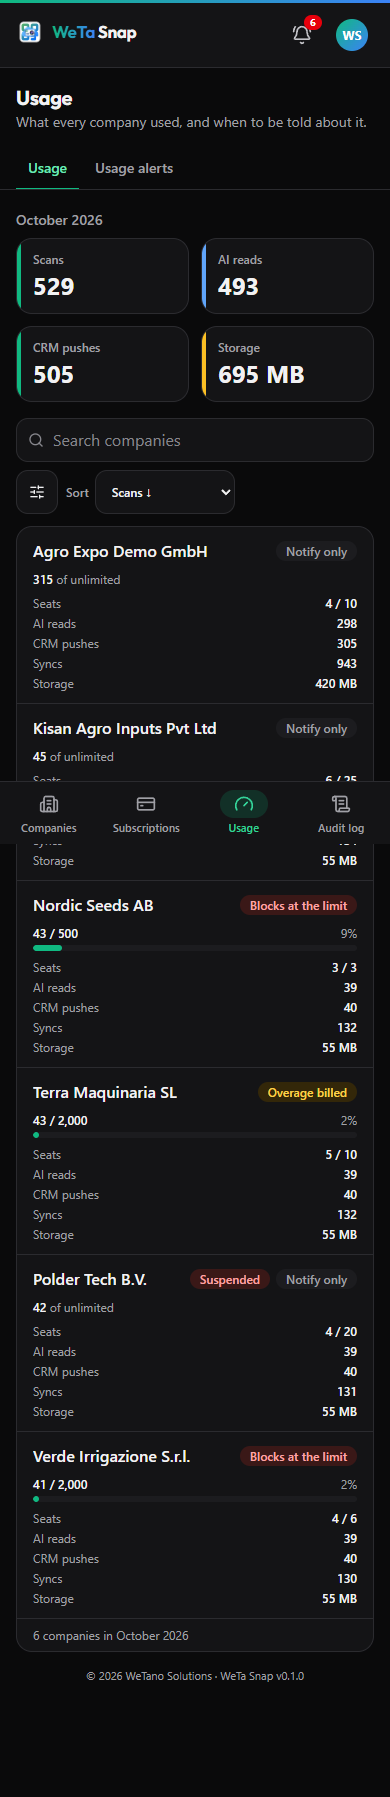 WeTa Snap
6
WS
Usage
What every company used, and when to be told about it.
Usage Usage alerts
October 2026
Scans AI reads
529 493
CRM pushes Storage
505 695 MB
Search companies
Sort Scans ↓
Agro Expo Demo GmbH Notify only
315 of unlimited
Seats 4 / 10
AI reads 298
CRM pushes 305
Syncs 943
Storage 420 MB
Kisan Agro Inputs Pvt Ltd Notify only
45 of unlimited
Seats 6 / 25
Companies Subscriptions Usage Audit log
Syncs
Storage 55 MB
Nordic Seeds AB Blocks at the limit
43 / 500 9%
Seats 3 / 3
AI reads 39
CRM pushes 40
Syncs 132
Storage 55 MB
Terra Maquinaria SL Overage billed
43 / 2,000 2%
Seats 5 / 10
AI reads 39
CRM pushes 40
Syncs 132
Storage 55 MB
Polder Tech B.V. Suspended Notify only
42 of unlimited
Seats 4 / 20
AI reads 39
CRM pushes 40
Syncs 131
Storage 55 MB
Verde Irrigazione S.r.l. Blocks at the limit
41 / 2,000 2%
Seats 4 / 6
AI reads 39
CRM pushes 40
Syncs 130
Storage 55 MB
6 companies in October 2026
© 2026 WeTano Solutions · WeTa Snap v0.1.0